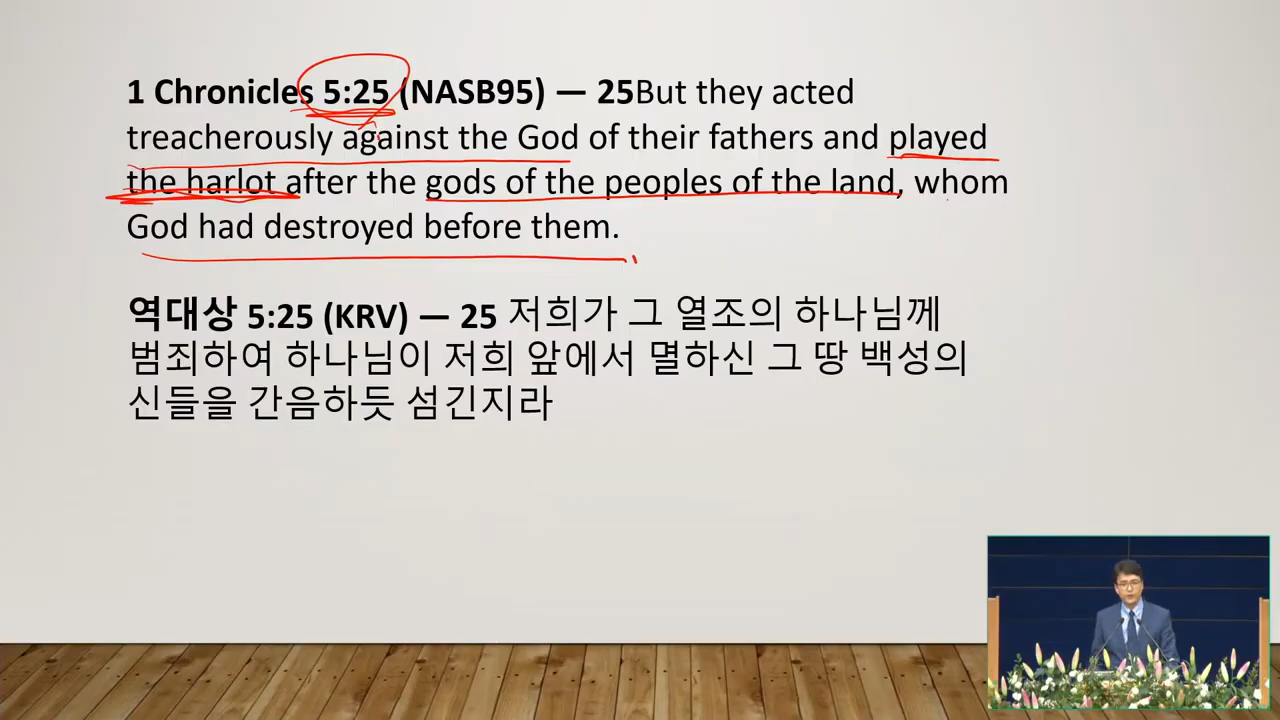 1 Chronicles 5:25 (NASB95) — 25But they acted
treacherously against the God of their fathers and played
the harlot after the gods of the peoples of the land, whom
God had destroyed before them.
역대상 5:25 (KRV) — 25 저희가 그 열조의 하나님께
범죄하여 하나님이 저희 앞에서 멸하신 그 땅 백성의
신들을 간음하듯 섬긴지라